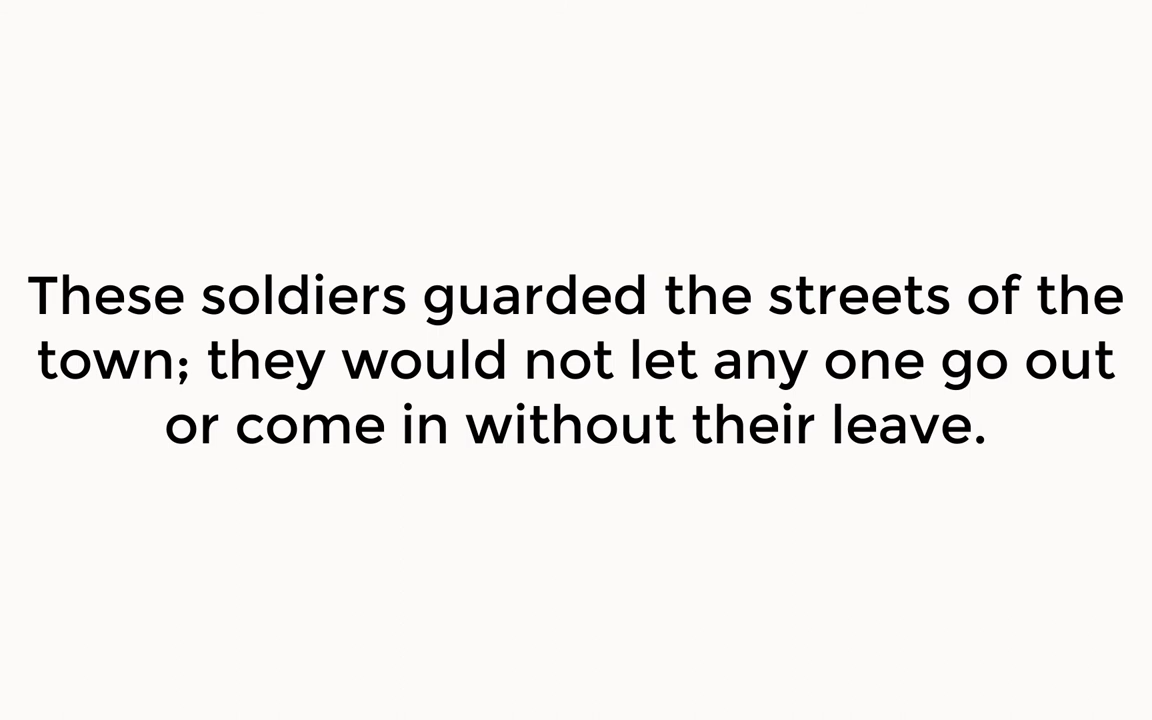 These soldiers guarded the streets of the
town; they would not let any one go out
or come in without their leave.